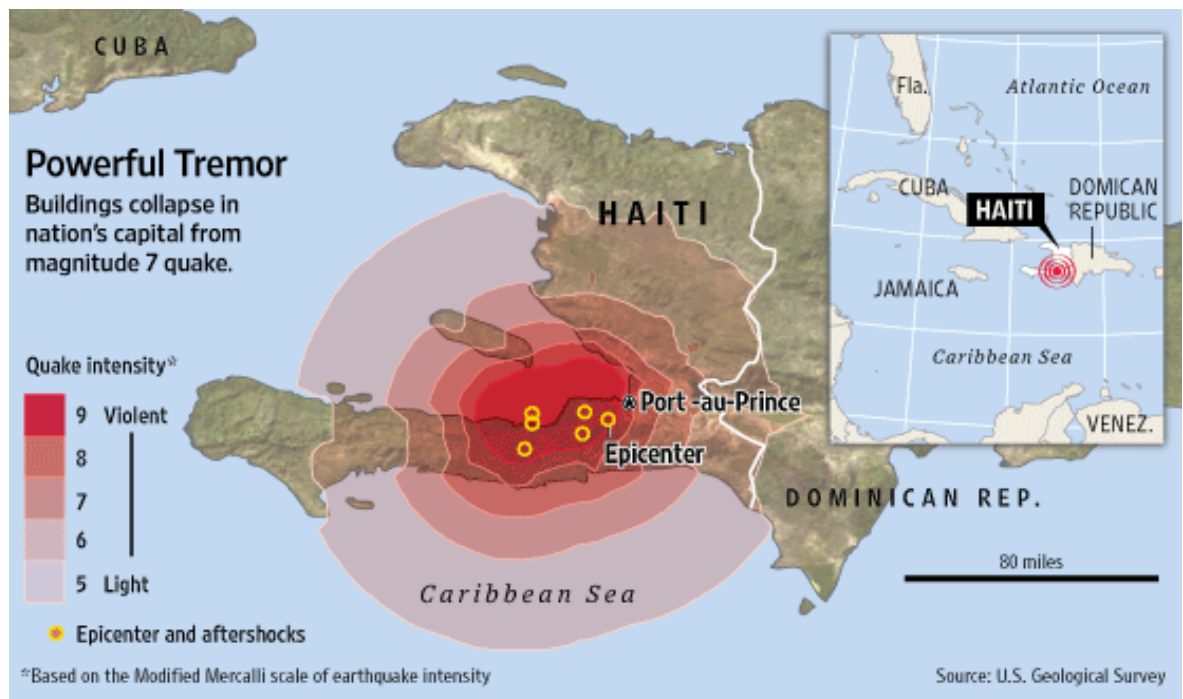 CUBA
Powerful Tremor
Buildings collapse in
nation's capital from
magnitude 7 quake.
HAITI
Quake intensity*
9 Violent
8
7
6
5 Light
Epicenter and aftershocks
*Based on the Modified Mercalli scale of earthquake intensity
Port -au-Prince
Epicenter
Caribbean Sea
DOMINICAN REP.
80 miles
Source: U.S. Geological Survey
Fla.
Atlantic Ocean
CUBA
DOMICAN
REPUBLIC
HAITI
JAMAICA
Caribbean Sea
VENEZ.